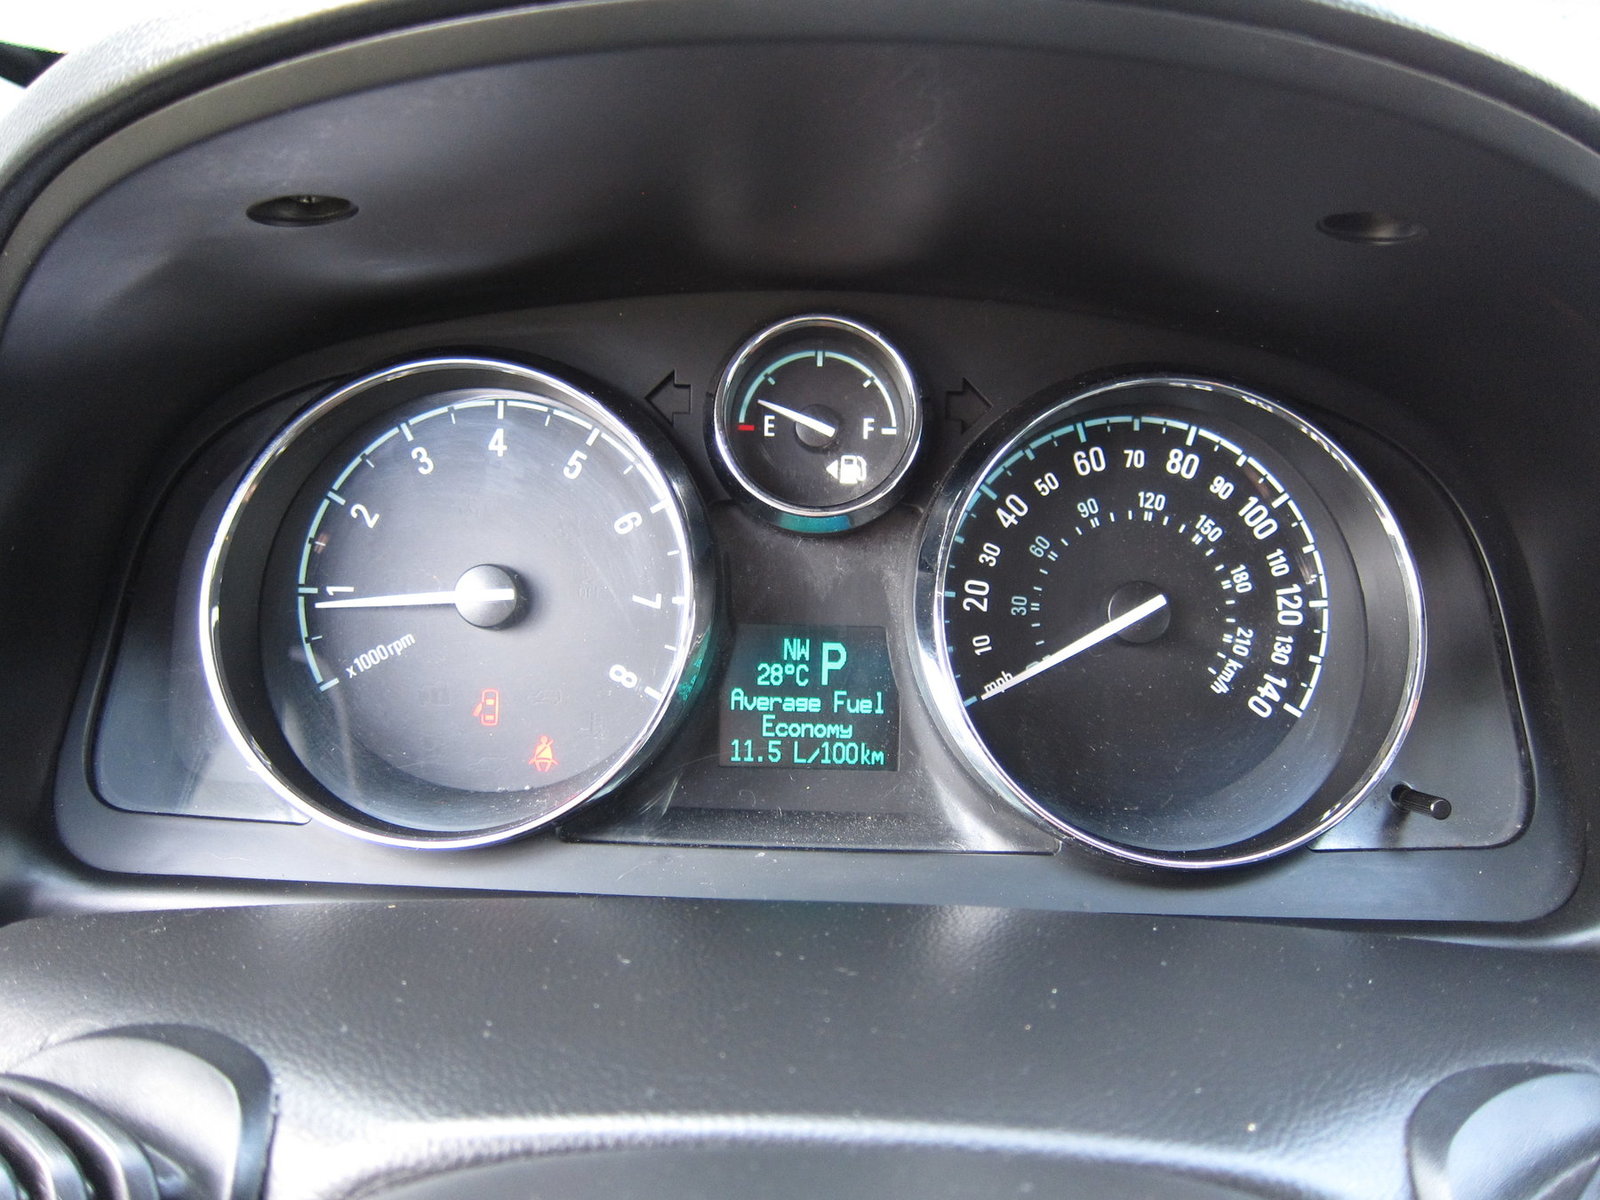 E F
1 2 3 4 5 6 7 8
x1000rpm
NW P
28°C
Average Fuel
Economy
11.5 L/100km
10 20 30 40 50 60 70 80 90 100 110 120 130 140
mph
30 60 90 120 150 180 210 km/h